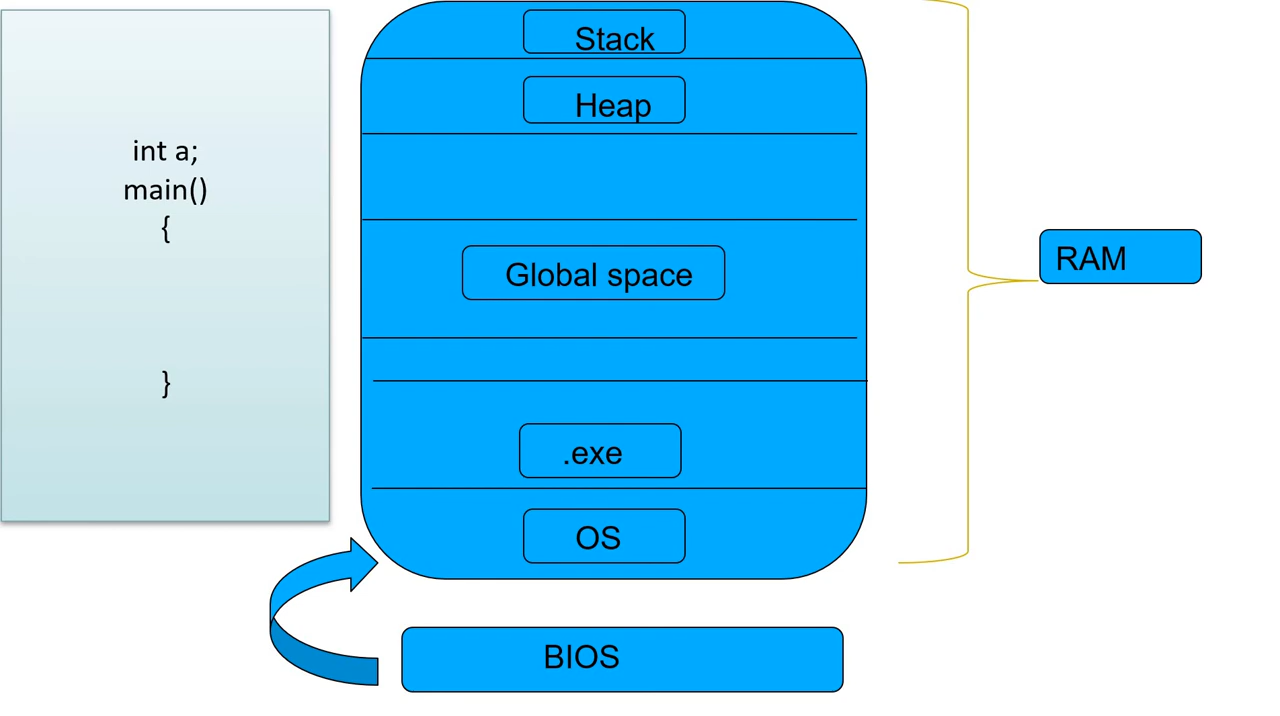 int a;
main()
{
}
Stack
Heap
Global space
.exe
OS
BIOS
RAM